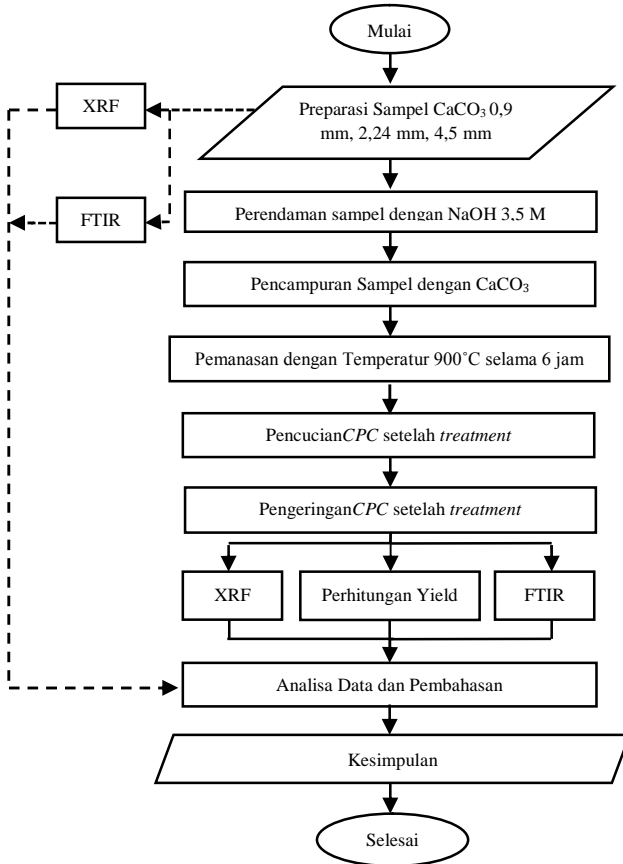 Mulai
XRF
Preparasi Sampel CaCO₃ 0,9
mm, 2,24 mm, 4,5 mm
FTIR
Perendaman sampel dengan NaOH 3,5 M
Pencampuran Sampel dengan CaCO₃
Pemanasan dengan Temperatur 900˚C selama 6 jam
PencucianCPC setelah treatment
PengeringanCPC setelah treatment
XRF
Perhitungan Yield
FTIR
Analisa Data dan Pembahasan
Kesimpulan
Selesai